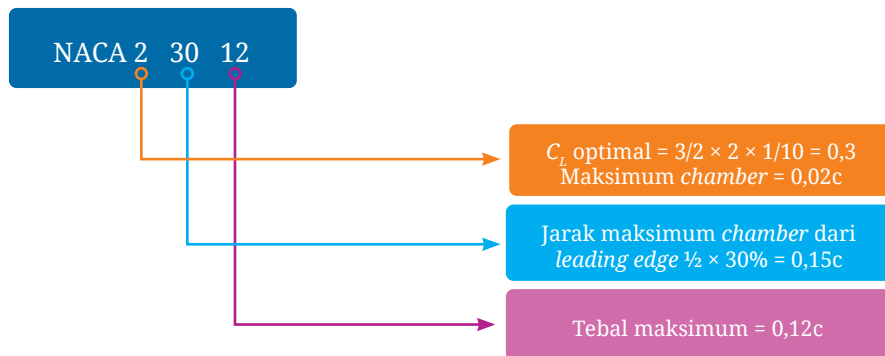 NACA 2 30 12
C_L optimal = 3/2 × 2 × 1/10 = 0,3
Maksimum chamber = 0,02c
Jarak maksimum chamber dari
leading edge ½ × 30% = 0,15c
Tebal maksimum = 0,12c